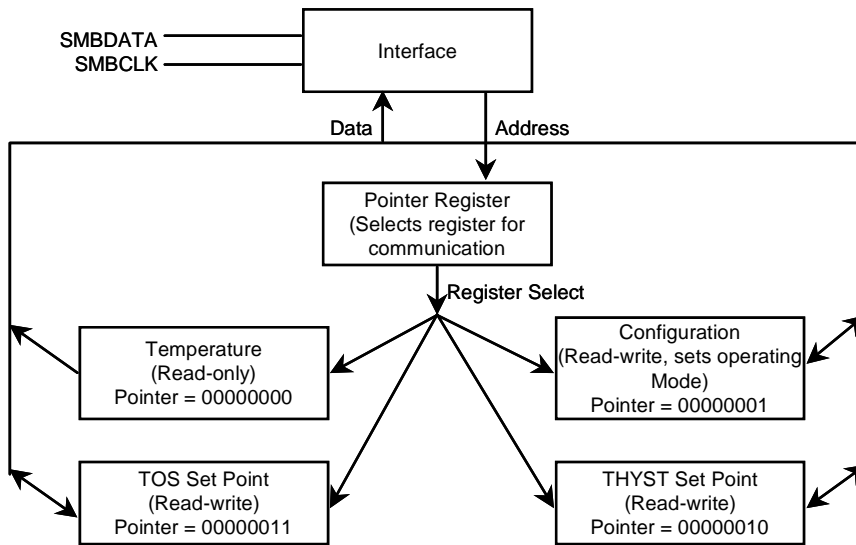 SMBDATA
SMBCLK
Interface
Data
Address
Pointer Register
(Selects register for
communication
Register Select
Temperature
(Read-only)
Pointer = 00000000
Configuration
(Read-write, sets operating
Mode)
Pointer = 00000001
TOS Set Point
(Read-write)
Pointer = 00000011
THYST Set Point
(Read-write)
Pointer = 00000010